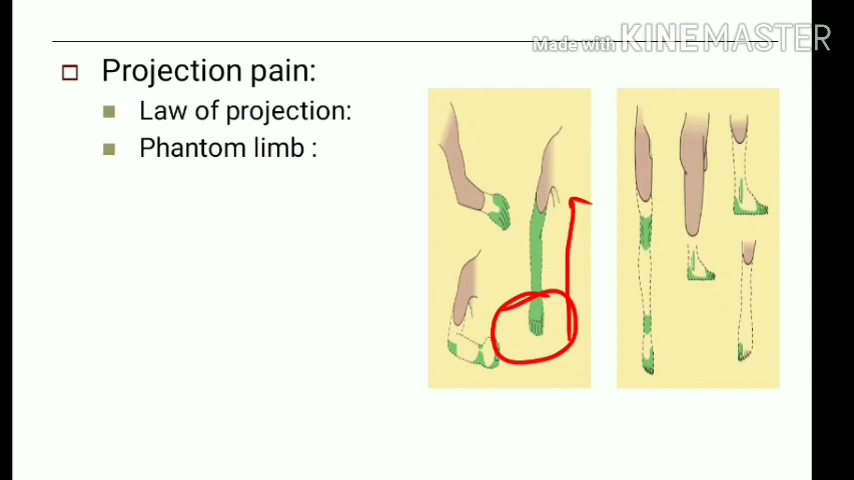 Made with KINEMASTER
Projection pain:
Law of projection:
Phantom limb :